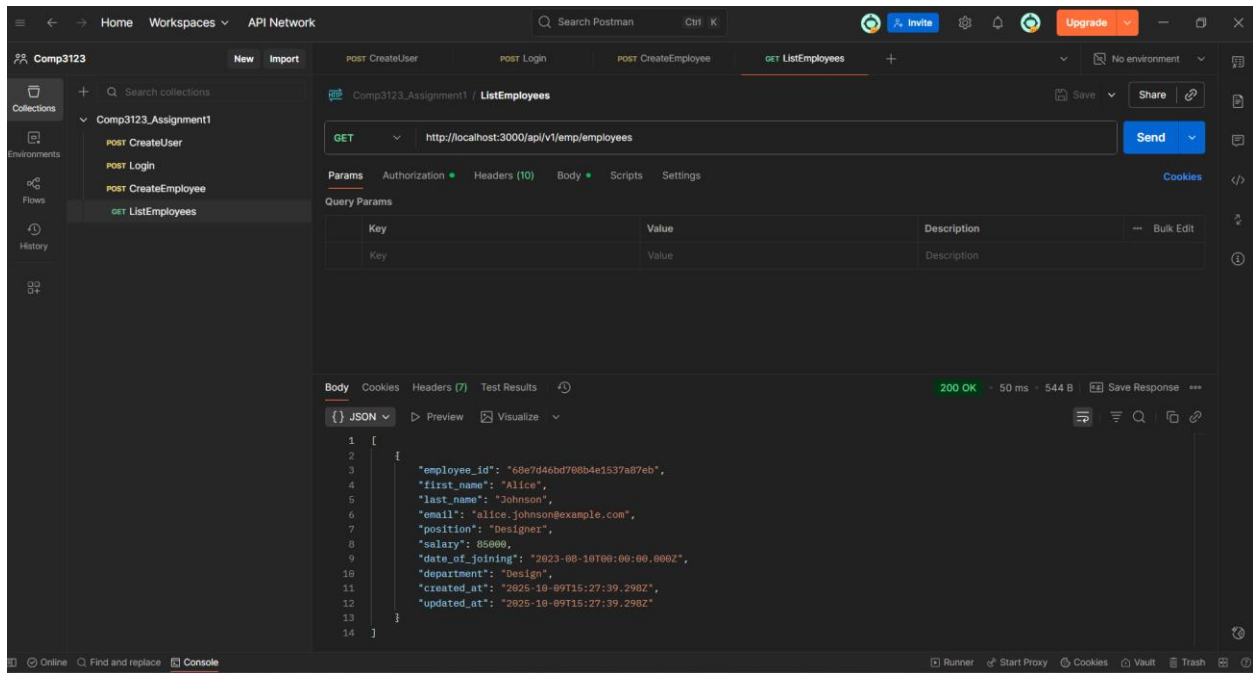 Home Workspaces API Network Search Postman Ctrl K Invite Upgrade
Comp3123 New Import POST CreateUser POST Login POST CreateEmployee GET ListEmployees No environment
Collections Search collections Comp3123_Assignment1 / ListEmployees Save Share
Comp3123_Assignment1
Environments POST CreateUser GET http://localhost:3000/api/v1/emp/employees Send
POST Login
Flows POST CreateEmployee Params Authorization Headers (10) Body Scripts Settings Cookies
GET ListEmployees Query Params
History Key Value Description Bulk Edit
Key Value Description
Body Cookies Headers (7) Test Results 200 OK 50 ms 544 B Save Response
{} JSON Preview Visualize
1 [
2 {
3 "employee_id": "68e7d46bd708b4e1537a87eb",
4 "first_name": "Alice",
5 "last_name": "Johnson",
6 "email": "alice.johnson@example.com",
7 "position": "Designer",
8 "salary": 85000,
9 "date_of_joining": "2023-08-10T00:00:00.000Z",
10 "department": "Design",
11 "created_at": "2025-10-09T15:27:39.298Z",
12 "updated_at": "2025-10-09T15:27:39.298Z"
13 }
14 ]
Online Find and replace Console Runner Start Proxy Cookies Vault Trash